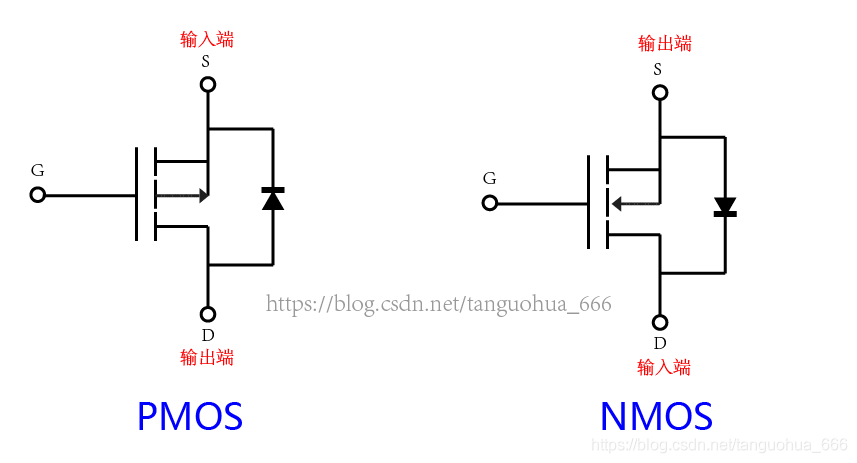 输入端
S
G
D
输出端
PMOS
输出端
S
G
D
输入端
NMOS
https://blog.csdn.net/tanguohua_666
https://blog.csdn.net/tanguohua_666